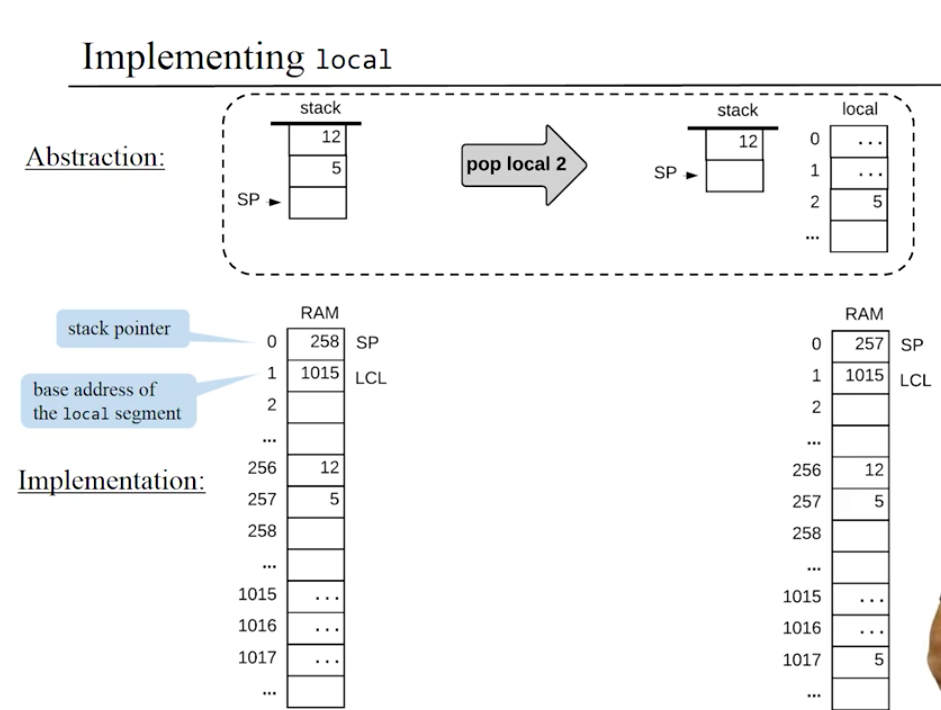 Implementing local
Abstraction:
stack
12
5
SP
pop local 2
stack
12
SP
local
0 ...
1 ...
2 5
...
stack pointer
base address of
the local segment
Implementation:
RAM
0 258 SP
1 1015 LCL
2
...
256 12
257 5
258
...
1015 ...
1016 ...
1017 ...
...
RAM
0 257 SP
1 1015 LCL
2
...
256 12
257 5
258
...
1015 ...
1016 ...
1017 5
...